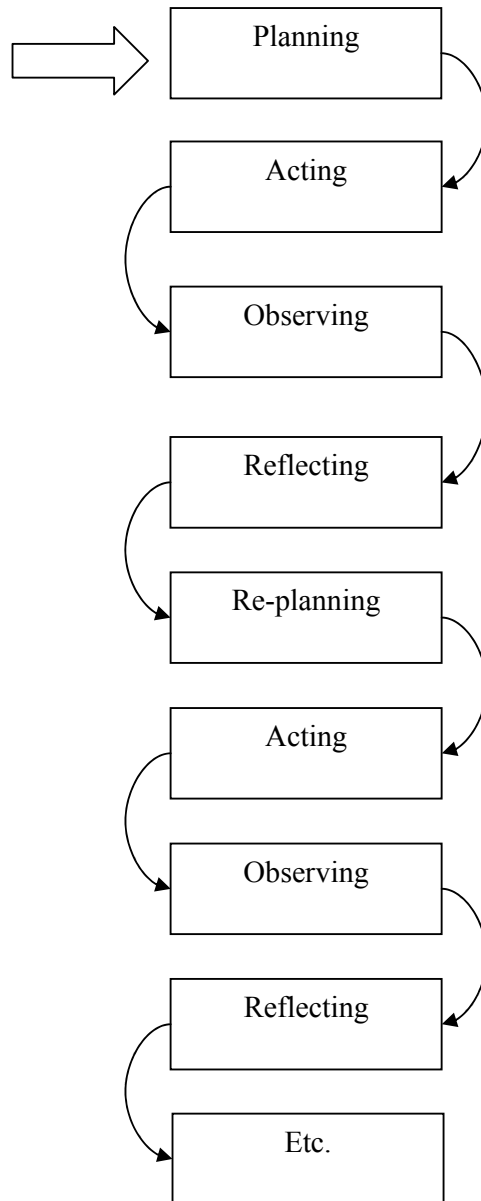 Planning
Acting
Observing
Reflecting
Re-planning
Acting
Observing
Reflecting
Etc.